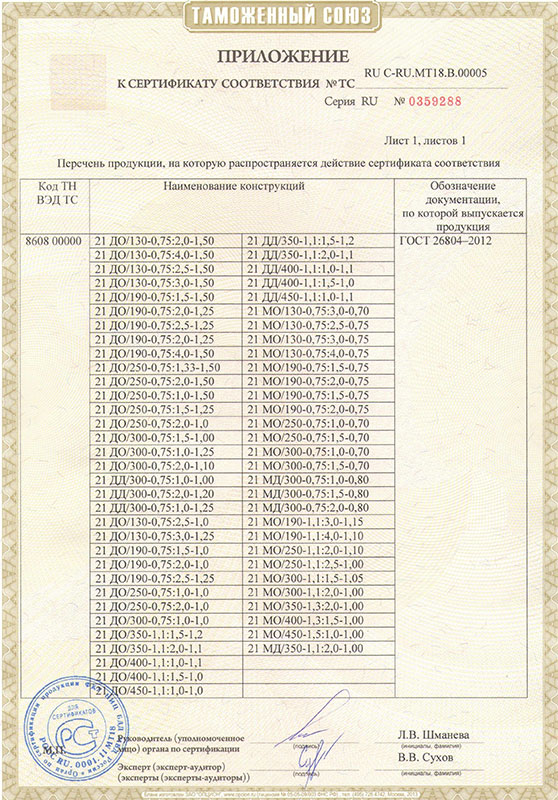 ТАМОЖЕННЫЙ СОЮЗ
ПРИЛОЖЕНИЕ
К СЕРТИФИКАТУ СООТВЕТСТВИЯ № ТС RU C-RU.МТ18.В.00005
Серия RU № 0359288
Лист 1, листов 1
Перечень продукции, на которую распространяется действие сертификата соответствия
Код ТН ВЭД ТС
Наименование конструкций
Обозначение документации, по которой выпускается продукция
8608 00000 21 ДО/130-0,75:2,0-1,50 21 ДД/350-1,1:1,5-1,2 ГОСТ 26804–2012
21 ДО/130-0,75:4,0-1,50 21 ДД/350-1,1:2,0-1,1
21 ДО/130-0,75:2,5-1,50 21 ДД/400-1,1:1,0-1,1
21 ДО/130-0,75:3,0-1,50 21 ДД/400-1,1:1,5-1,0
21 ДО/190-0,75:1,5-1,50 21 ДД/450-1,1:1,0-1,1
21 ДО/190-0,75:2,0-1,25 21 МО/130-0,75:3,0-0,70
21 ДО/190-0,75:2,5-1,25 21 МО/130-0,75:2,5-0,75
21 ДО/190-0,75:2,0-1,25 21 МО/130-0,75:3,0-0,75
21 ДО/190-0,75:4,0-1,50 21 МО/130-0,75:4,0-0,75
21 ДО/250-0,75:1,33-1,50 21 МО/190-0,75:1,5-0,75
21 ДО/250-0,75:2,0-1,50 21 МО/190-0,75:2,0-0,75
21 ДО/250-0,75:1,0-1,50 21 МО/190-0,75:1,5-0,75
21 ДО/250-0,75:1,5-1,25 21 МО/190-0,75:2,0-0,75
21 ДО/250-0,75:2,0-1,0 21 МО/250-0,75:1,0-0,70
21 ДО/300-0,75:1,5-1,00 21 МО/250-0,75:1,5-0,70
21 ДО/300-0,75:1,0-1,25 21 МО/300-0,75:1,0-0,70
21 ДО/300-0,75:2,0-1,10 21 МО/300-0,75:1,5-0,70
21 ДД/300-0,75:1,0-1,00 21 МД/300-0,75:1,0-0,80
21 ДД/300-0,75:2,0-1,20 21 МД/300-0,75:1,5-0,80
21 ДД/300-0,75:1,0-1,25 21 МД/300-0,75:2,0-0,80
21 ДО/130-0,75:2,5-1,0 21 МО/190-1,1:3,0-1,15
21 ДО/130-0,75:3,0-1,25 21 МО/190-1,1:4,0-1,10
21 ДО/190-0,75:1,5-1,0 21 МО/250-1,1:2,0-1,10
21 ДО/190-0,75:2,0-1,0 21 МО/250-1,1:2,5-1,00
21 ДО/190-0,75:2,5-1,25 21 МО/300-1,1:1,5-1,05
21 ДО/250-0,75:1,0-1,0 21 МО/300-1,1:2,0-1,00
21 ДО/250-0,75:2,0-1,0 21 МО/350-1,3:2,0-1,00
21 ДО/300-0,75:1,0-1,0 21 МО/400-1,3:1,5-1,00
21 ДО/350-1,1:1,5-1,2 21 МО/450-1,5:1,0-1,00
21 ДО/350-1,1:2,0-1,1 21 МД/350-1,1:2,0-1,00
21 ДО/400-1,1:1,0-1,1
21 ДО/400-1,1:1,5-1,0
21 ДО/450-1,1:1,0-1,0
ДЛЯ СЕРТИФИКАТОВ
М.П.
Руководитель (уполномоченное лицо) органа по сертификации
(подпись)
Л.В. Шманева
(инициалы, фамилия)
Эксперт (эксперт-аудитор)
(эксперты (эксперты-аудиторы))
(подпись)
В.В. Сухов
(инициалы, фамилия)